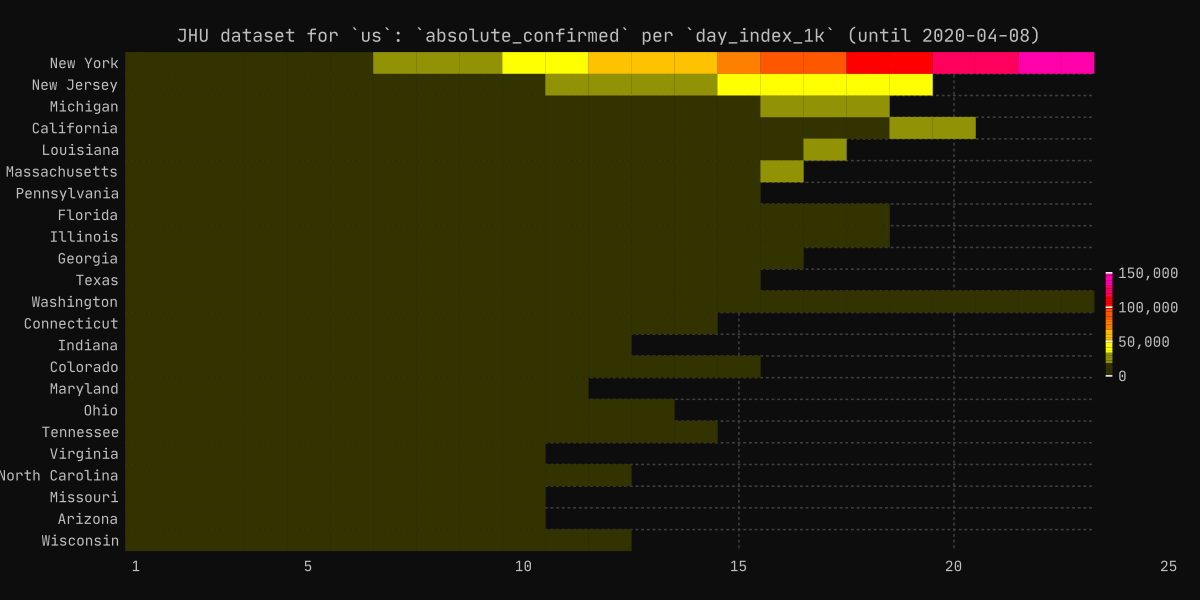 JHU dataset for `us`: `absolute_confirmed` per `day_index_1k` (until 2020-04-08)
New York
New Jersey
Michigan
California
Louisiana
Massachusetts
Pennsylvania
Florida
Illinois
Georgia
Texas
Washington
Connecticut
Indiana
Colorado
Maryland
Ohio
Tennessee
Virginia
North Carolina
Missouri
Arizona
Wisconsin
150,000
100,000
50,000
0
1 5 10 15 20 25